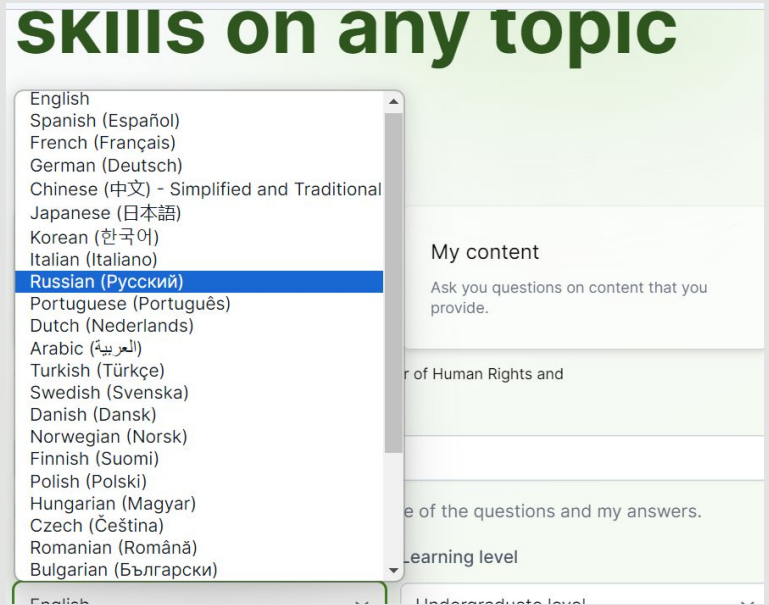 skills on any topic
English
Spanish (Español)
French (Français)
German (Deutsch)
Chinese (中文) - Simplified and Traditional
Japanese (日本語)
Korean (한국어)
Italian (Italiano)
Russian (Русский)
Portuguese (Português)
Dutch (Nederlands)
Arabic (العربية)
Turkish (Türkçe)
Swedish (Svenska)
Danish (Dansk)
Norwegian (Norsk)
Finnish (Suomi)
Polish (Polski)
Hungarian (Magyar)
Czech (Čeština)
Romanian (Română)
Bulgarian (Български)
My content
Ask you questions on content that you
provide.
r of Human Rights and
e of the questions and my answers.
Learning level
English
Undergraduate level